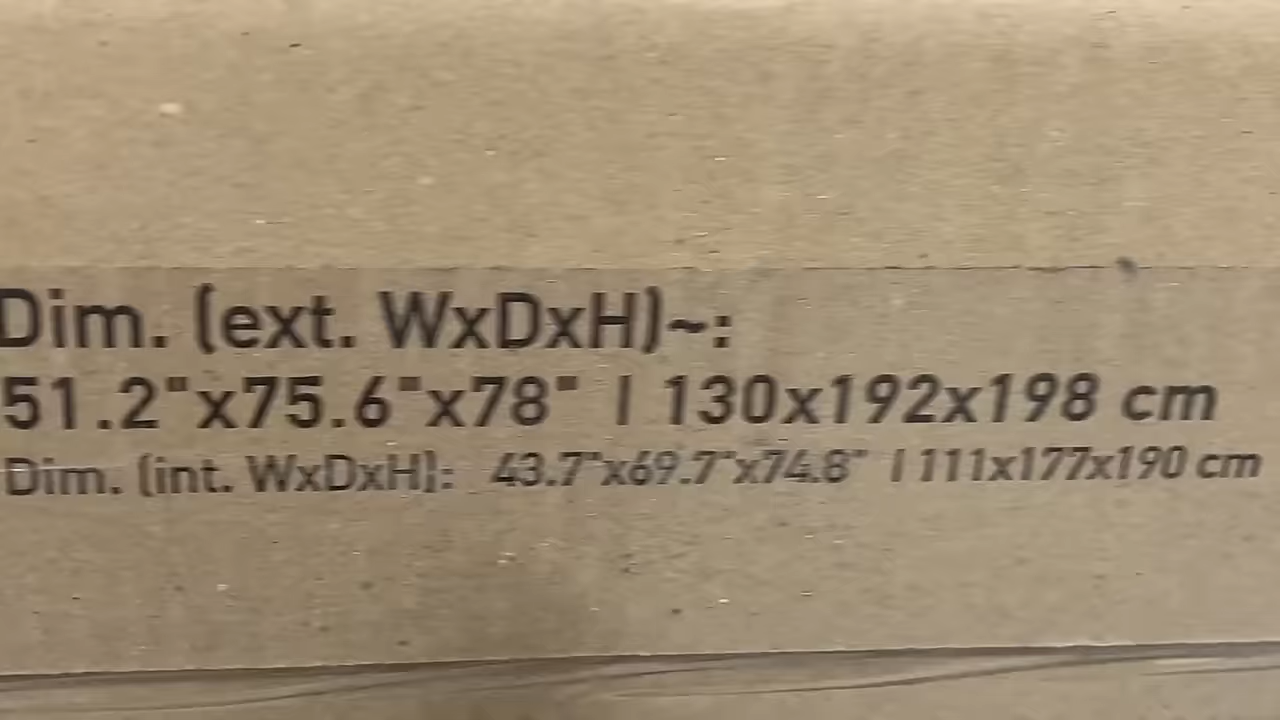 Dim. (ext. WxDxH)~:
51.2"x75.6"x78" | 130x192x198 cm
Dim. (int. WxDxH): 43.7"x69.7"x74.8" | 111x177x190 cm